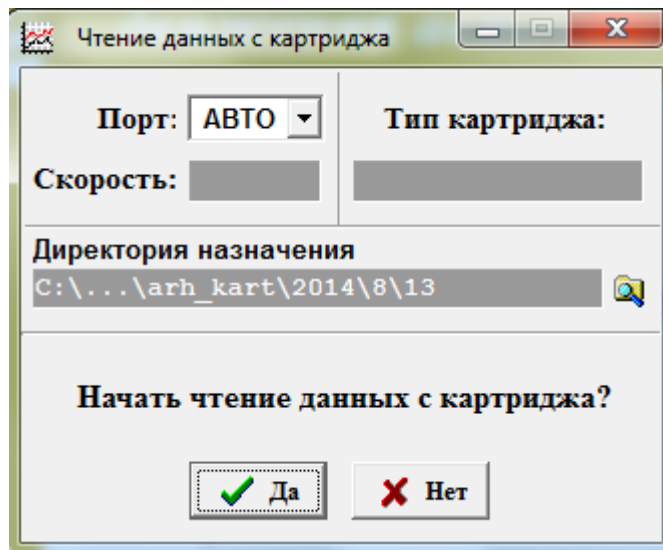 Чтение данных с картриджа
Порт: АВТО
Тип картриджа:
Скорость:
Директория назначения
C:\...\arh_kart\2014\8\13
Начать чтение данных с картриджа?
Да Нет